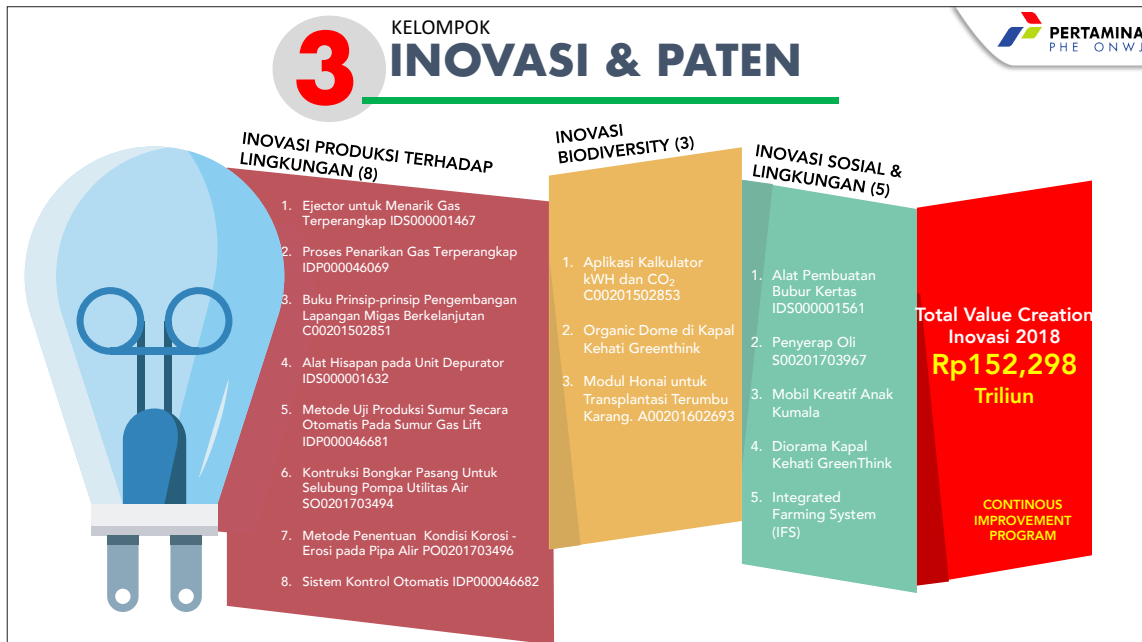 3
KELOMPOK
INOVASI & PATEN
PERTAMINA
PHE ONWJ
INOVASI PRODUKSI TERHADAP
LINGKUNGAN (8)
1. Ejector untuk Menarik Gas
Terperangkap IDS000001467
2. Proses Penarikan Gas Terperangkap
IDP000046069
3. Buku Prinsip-prinsip Pengembangan
Lapangan Migas Berkelanjutan
C00201502851
4. Alat Hisapan pada Unit Depurator
IDS000001632
5. Metode Uji Produksi Sumur Secara
Otomatis Pada Sumur Gas Lift
IDP000046681
6. Kontruksi Bongkar Pasang Untuk
Selubung Pompa Utilitas Air
SO0201703494
7. Metode Penentuan Kondisi Korosi -
Erosi pada Pipa Alir PO0201703496
8. Sistem Kontrol Otomatis IDP000046682
INOVASI
BIODIVERSITY (3)
1. Aplikasi Kalkulator
kWH dan CO₂
C00201502853
2. Organic Dome di Kapal
Kehati Greenthink
3. Modul Honai untuk
Transplantasi Terumbu
Karang. A00201602693
INOVASI SOSIAL &
LINGKUNGAN (5)
1. Alat Pembuatan
Bubur Kertas
IDS000001561
2. Penyerap Oli
S00201703967
3. Mobil Kreatif Anak
Kumala
4. Diorama Kapal
Kehati GreenThink
5. Integrated
Farming System
(IFS)
Total Value Creation
Inovasi 2018
Rp152,298
Triliun
CONTINOUS
IMPROVEMENT
PROGRAM